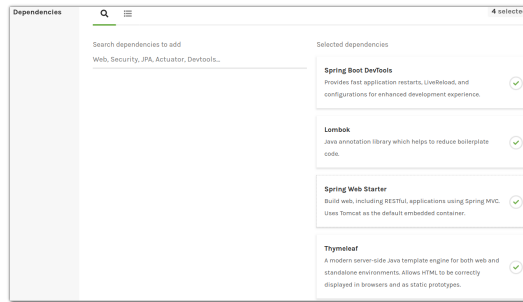 Dependencies
4 selected
Search dependencies to add
Web, Security, JPA, Actuator, Devtools...
Selected dependencies
Spring Boot DevTools
Provides fast application restarts, LiveReload, and
configurations for enhanced development experience.
Lombok
Java annotation library which helps to reduce boilerplate
code.
Spring Web Starter
Build web, including RESTful, applications using Spring MVC.
Uses Tomcat as the default embedded container.
Thymeleaf
A modern server-side Java template engine for both web and
standalone environments. Allows HTML to be correctly
displayed in browsers and as static prototypes.